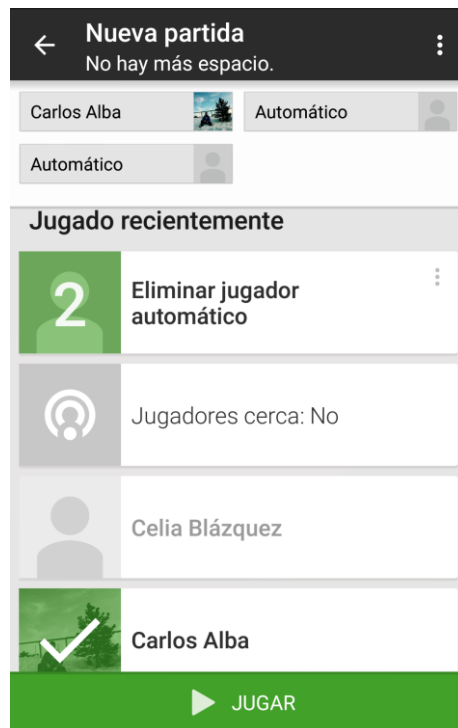 Nueva partida
No hay más espacio.
Carlos Alba
Automático
Automático
Jugado recientemente
2
Eliminar jugador
automático
Jugadores cerca: No
Celia Blázquez
Carlos Alba
JUGAR